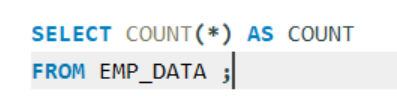 SELECT COUNT(*) AS COUNT
FROM EMP_DATA ;